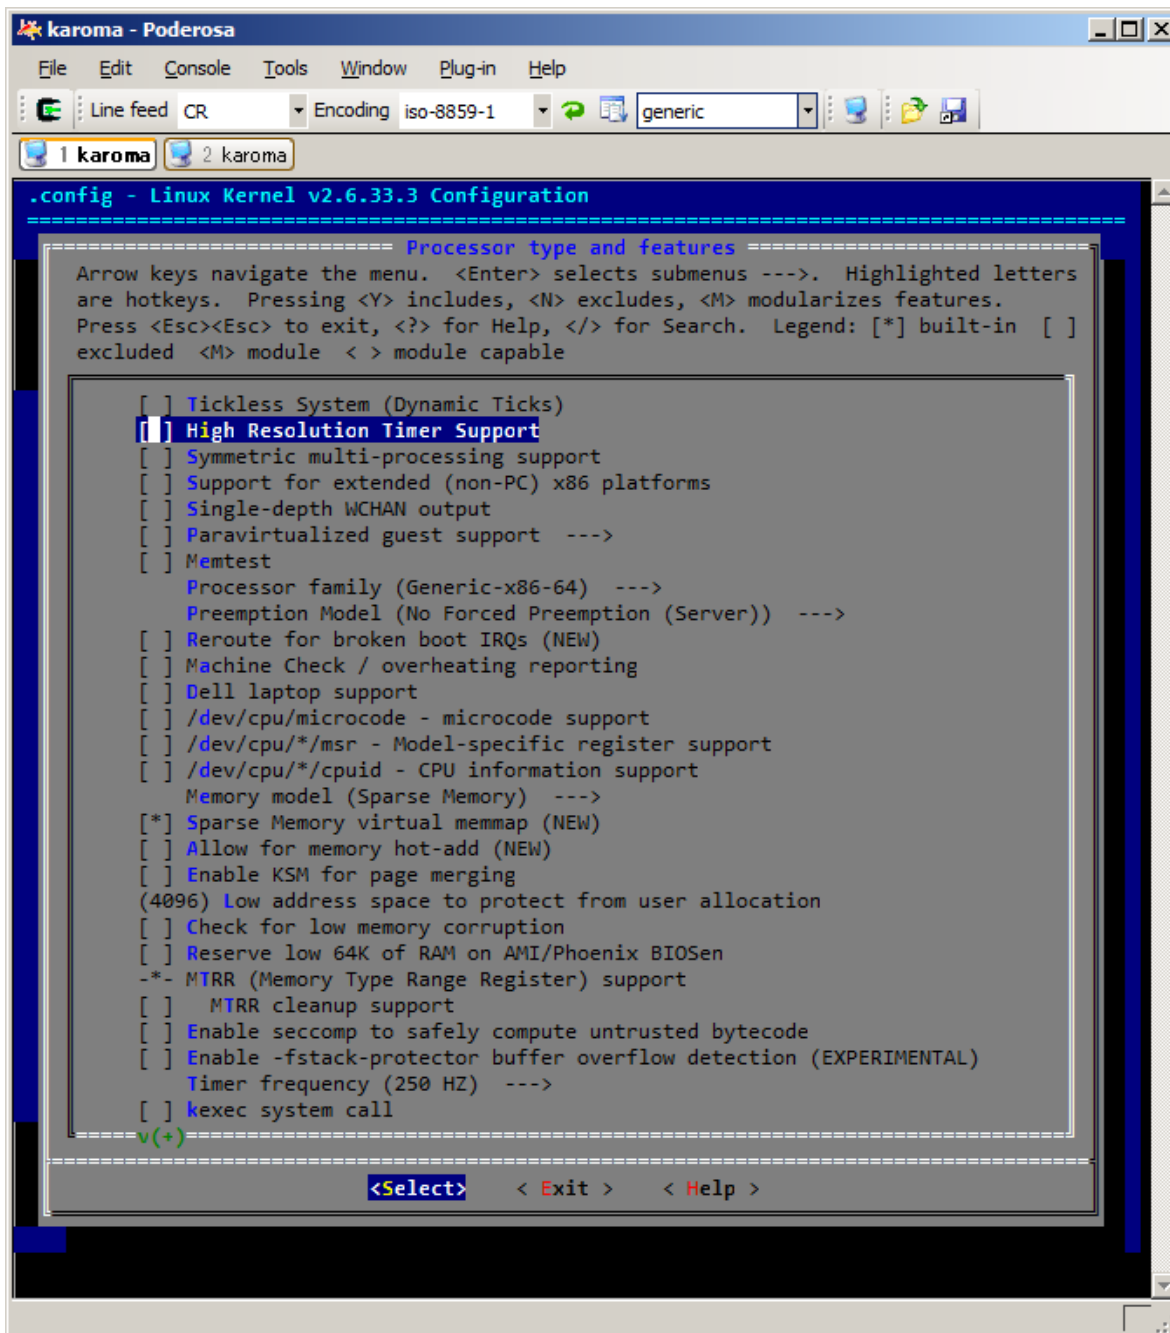 karoma - Poderosa
File Edit Console Tools Window Plug-in Help
Line feed CR Encoding iso-8859-1 generic
1 karoma 2 karoma
.config - Linux Kernel v2.6.33.3 Configuration
Processor type and features
Arrow keys navigate the menu. <Enter> selects submenus --->. Highlighted letters
are hotkeys. Pressing <Y> includes, <N> excludes, <M> modularizes features.
Press <Esc><Esc> to exit, <?> for Help, </> for Search. Legend: [*] built-in [ ]
excluded <M> module < > module capable
[ ] Tickless System (Dynamic Ticks)
[ ] High Resolution Timer Support
[ ] Symmetric multi-processing support
[ ] Support for extended (non-PC) x86 platforms
[ ] Single-depth WCHAN output
[ ] Paravirtualized guest support --->
[ ] Memtest
Processor family (Generic-x86-64) --->
Preemption Model (No Forced Preemption (Server)) --->
[ ] Reroute for broken boot IRQs (NEW)
[ ] Machine Check / overheating reporting
[ ] Dell laptop support
[ ] /dev/cpu/microcode - microcode support
[ ] /dev/cpu/*/msr - Model-specific register support
[ ] /dev/cpu/*/cpuid - CPU information support
Memory model (Sparse Memory) --->
[*] Sparse Memory virtual memmap (NEW)
[ ] Allow for memory hot-add (NEW)
[ ] Enable KSM for page merging
(4096) Low address space to protect from user allocation
[ ] Check for low memory corruption
[ ] Reserve low 64K of RAM on AMI/Phoenix BIOSen
-*- MTRR (Memory Type Range Register) support
[ ] MTRR cleanup support
[ ] Enable seccomp to safely compute untrusted bytecode
[ ] Enable -fstack-protector buffer overflow detection (EXPERIMENTAL)
Timer frequency (250 HZ) --->
[ ] kexec system call
v(+)
<Select> < Exit > < Help >